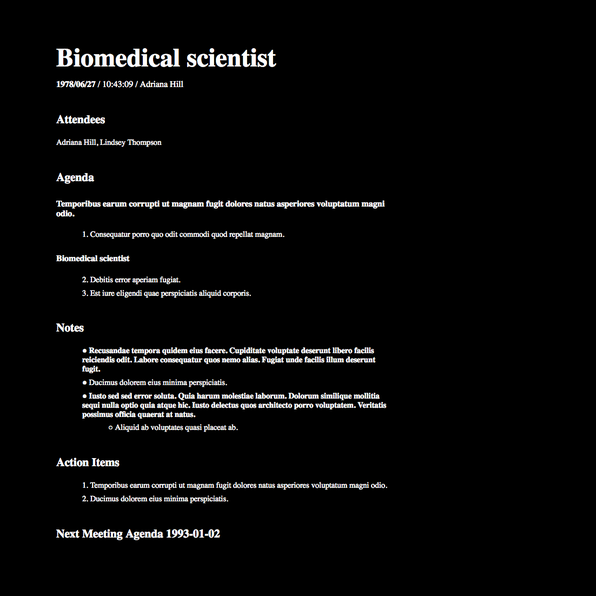 Biomedical scientist
1978/06/27 / 10:43:09 / Adriana Hill
Attendees
Adriana Hill, Lindsey Thompson
Agenda
Temporibus earum corrupti ut magnam fugit dolores natus asperiores voluptatum magni
odio.
1. Consequatur porro quo odit commodi quod repellat magnam.
Biomedical scientist
2. Debitis error aperiam fugiat.
3. Est iure eligendi quae perspiciatis aliquid corporis.
Notes
● Recusandae tempora quidem eius facere. Cupiditate voluptate deserunt libero facilis
reiciendis odit. Labore consequatur quos nemo alias. Fugiat unde facilis illum deserunt
fugit.
● Ducimus dolorem eius minima perspiciatis.
● Iusto sed sed error soluta. Quia harum molestiae laborum. Dolorum similique mollitia
sequi nulla optio quia atque hic. Iusto delectus quos architecto porro voluptatem. Veritatis
possimus officia quaerat at natus.
○ Aliquid ab voluptates quasi placeat ab.
Action Items
1. Temporibus earum corrupti ut magnam fugit dolores natus asperiores voluptatum magni odio.
2. Ducimus dolorem eius minima perspiciatis.
Next Meeting Agenda 1993-01-02